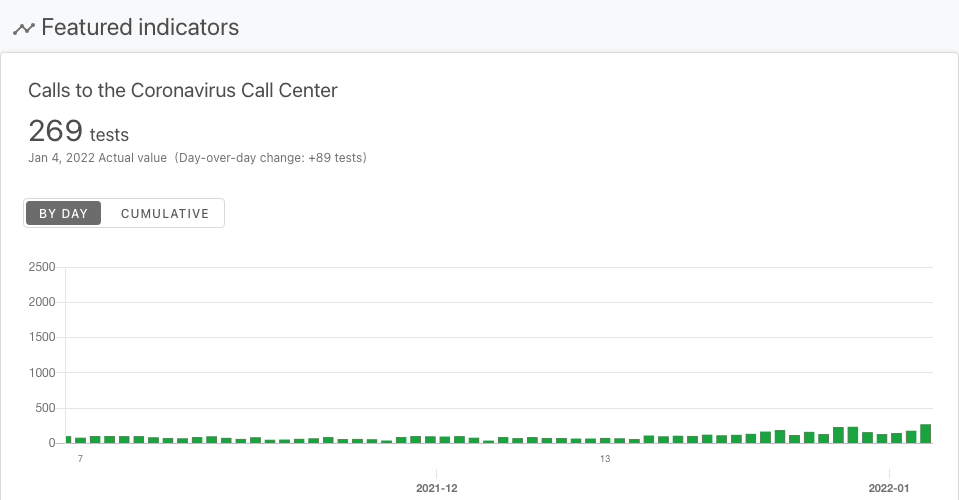 Featured indicators
Calls to the Coronavirus Call Center
269 tests
Jan 4, 2022 Actual value (Day-over-day change: +89 tests)
BY DAY CUMULATIVE
2500
2000
1500
1000
500
0
7 13
2021-12 2022-01